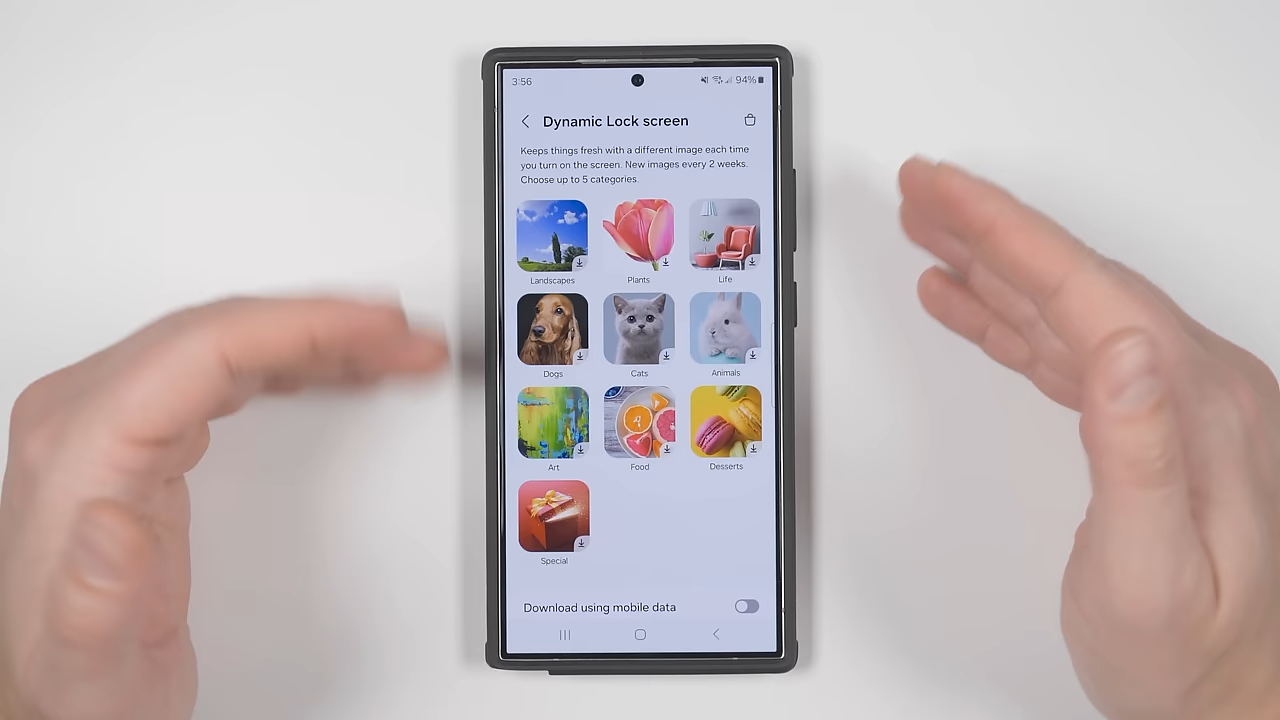 3:56
94%
Dynamic Lock screen
Keeps things fresh with a different image each time
you turn on the screen. New images every 2 weeks.
Choose up to 5 categories.
Landscapes Plants Life
Dogs Cats Animals
Art Food Desserts
Special
Download using mobile data